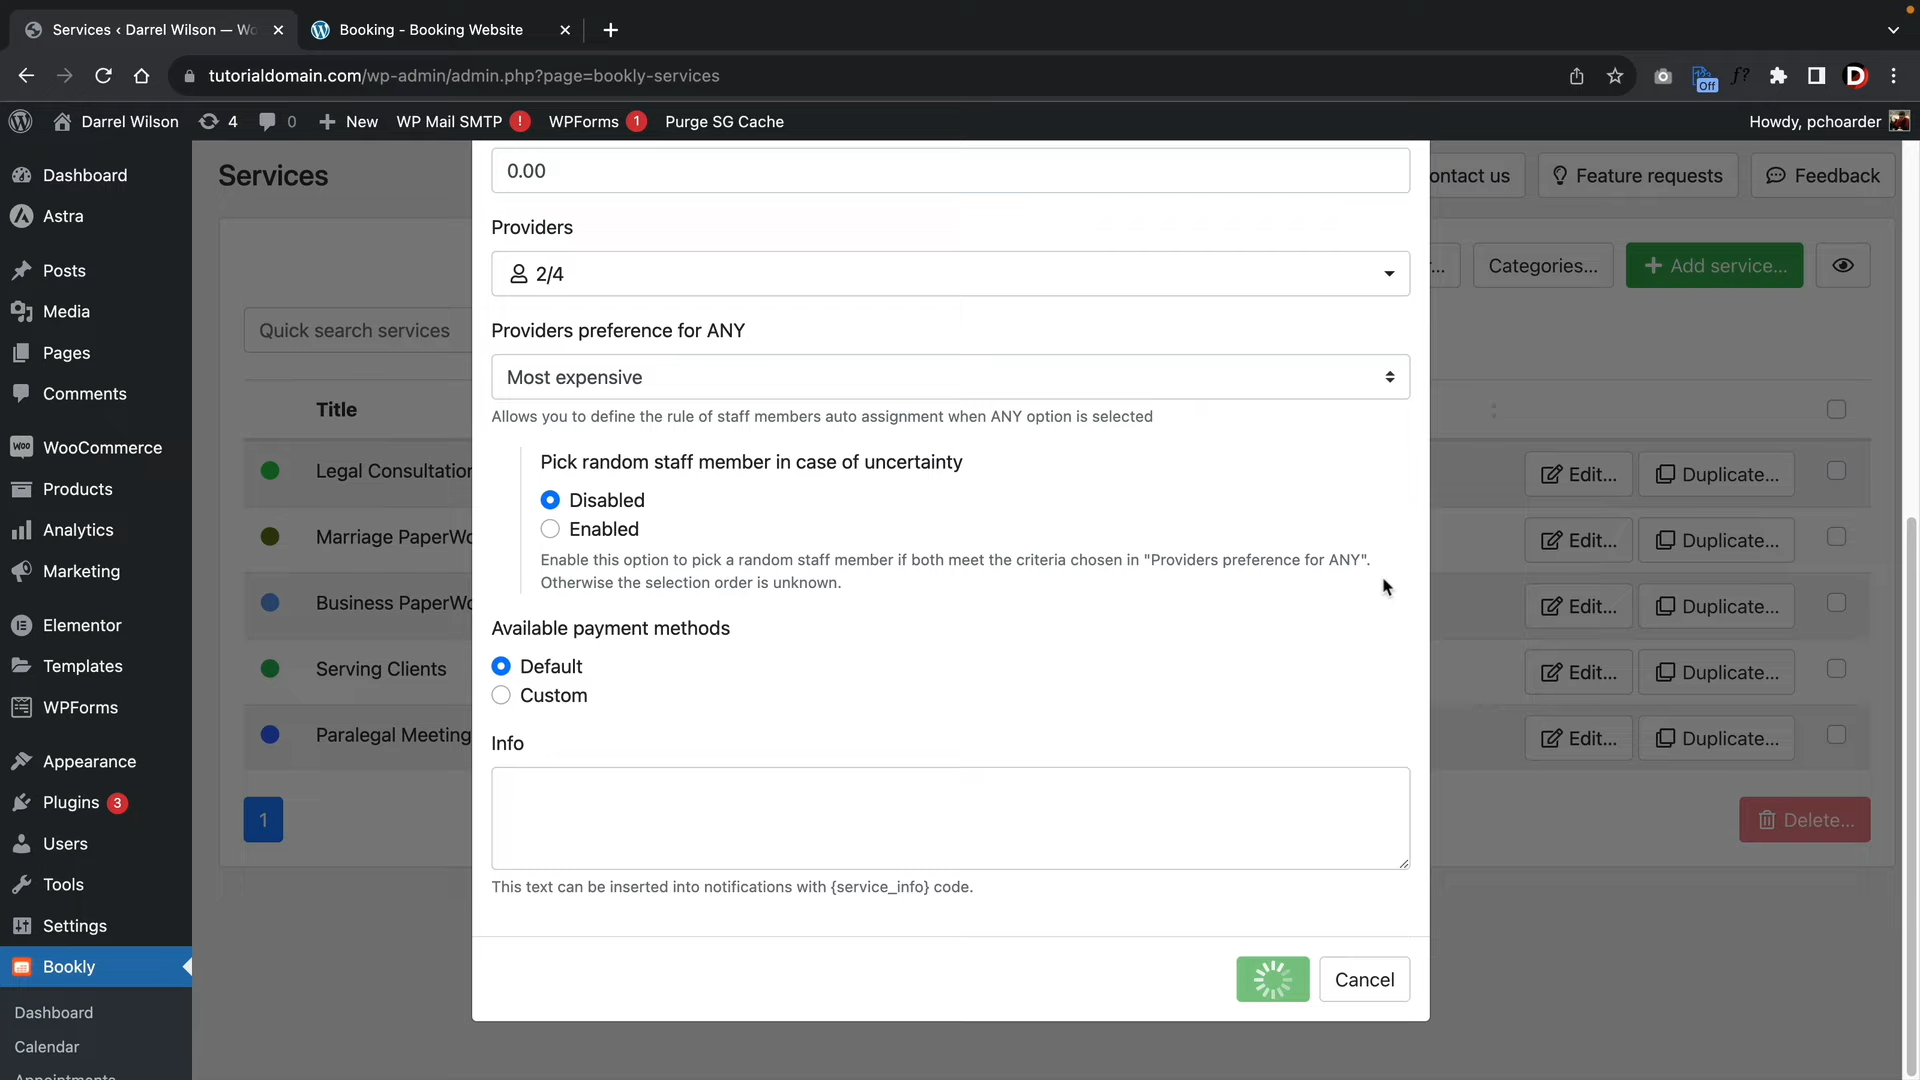 Services ‹ Darrel Wilson — Wo
Booking - Booking Website
tutorialdomain.com/wp-admin/admin.php?page=bookly-services
Off
f?
D
Darrel Wilson
4
0
New
WP Mail SMTP !
WPForms 1
Purge SG Cache
Howdy, pchoarder
Dashboard
Astra
Posts
Media
Pages
Comments
WooCommerce
Products
Analytics
Marketing
Elementor
Templates
WPForms
Appearance
Plugins 3
Users
Tools
Settings
Bookly
Dashboard
Calendar
Appointments
Services
ontact us
Feature requests
Feedback
Categories...
+ Add service...
Quick search services
Title
Legal Consultation
Edit...
Duplicate...
Marriage PaperWo
Edit...
Duplicate...
Business PaperWo
Edit...
Duplicate...
Serving Clients
Edit...
Duplicate...
Paralegal Meeting
Edit...
Duplicate...
1
Delete...
0.00
Providers
2/4
Providers preference for ANY
Most expensive
Allows you to define the rule of staff members auto assignment when ANY option is selected
Pick random staff member in case of uncertainty
Disabled
Enabled
Enable this option to pick a random staff member if both meet the criteria chosen in "Providers preference for ANY".
Otherwise the selection order is unknown.
Available payment methods
Default
Custom
Info
This text can be inserted into notifications with {service_info} code.
Cancel